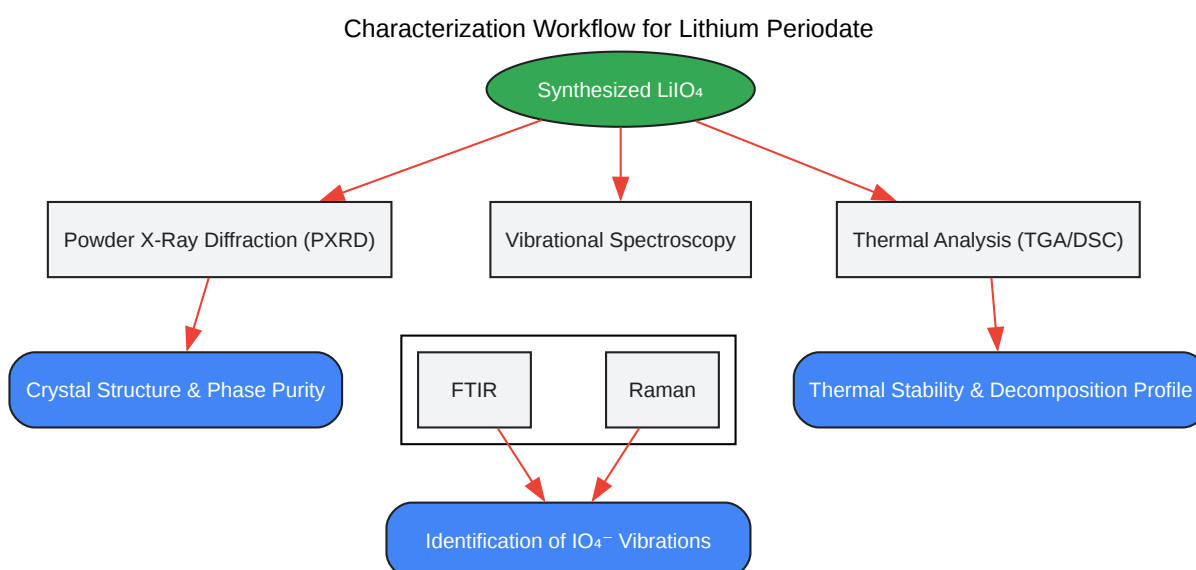 Characterization Workflow for Lithium Periodate
Synthesized LiIO₄
Powder X-Ray Diffraction (PXRD)
Vibrational Spectroscopy
Thermal Analysis (TGA/DSC)
Crystal Structure & Phase Purity
FTIR
Raman
Thermal Stability & Decomposition Profile
Identification of IO₄⁻ Vibrations